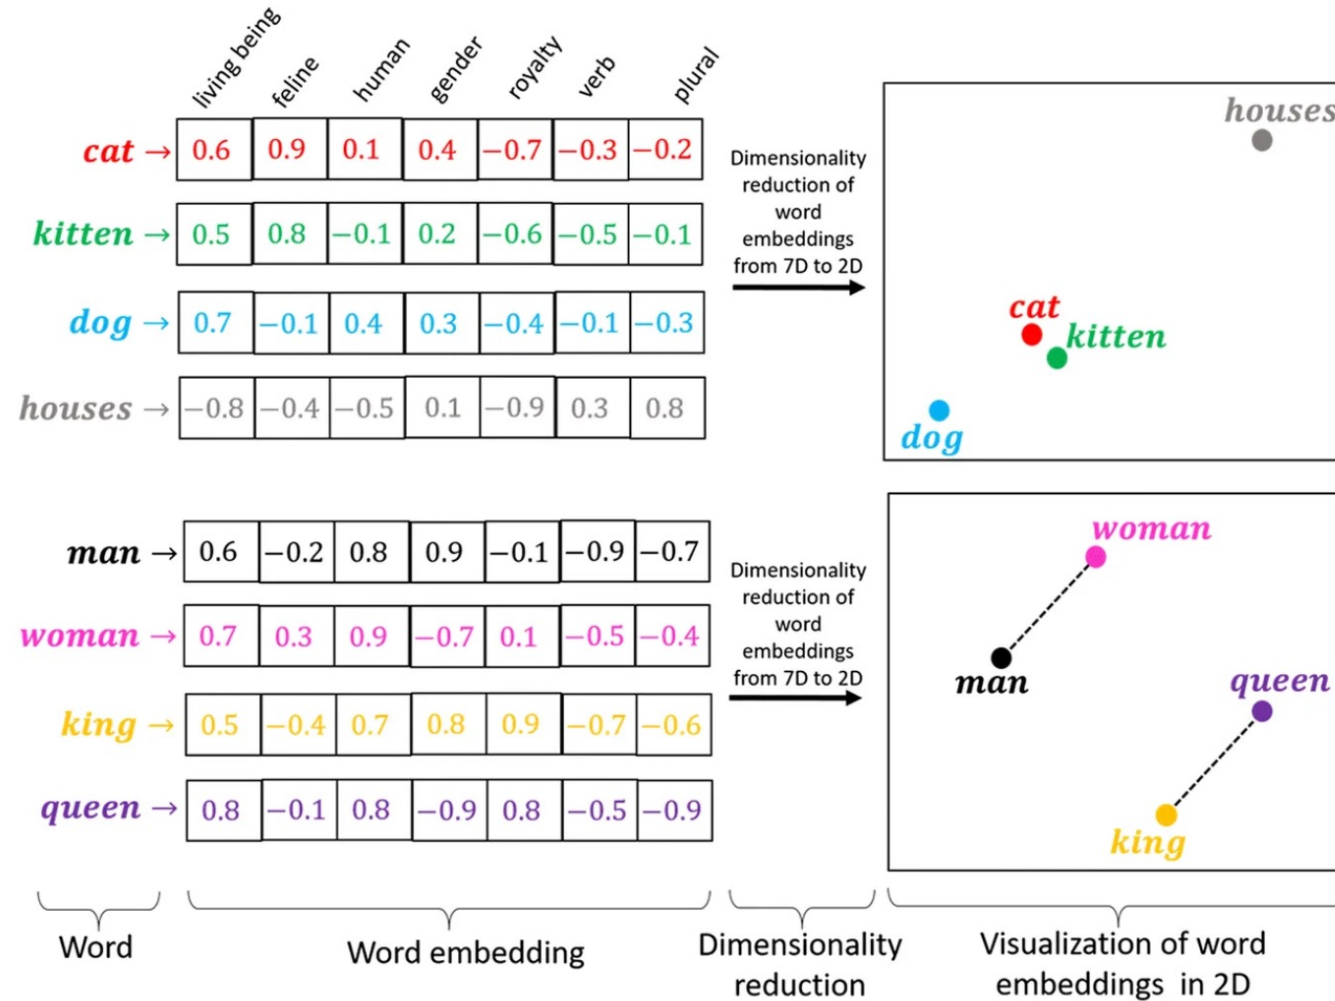 living being feline human gender royalty verb plural
cat → 0.6 0.9 0.1 0.4 −0.7 −0.3 −0.2
kitten → 0.5 0.8 −0.1 0.2 −0.6 −0.5 −0.1
dog → 0.7 −0.1 0.4 0.3 −0.4 −0.1 −0.3
houses → −0.8 −0.4 −0.5 0.1 −0.9 0.3 0.8
Dimensionality
reduction of
word
embeddings
from 7D to 2D
houses
cat
kitten
dog
man → 0.6 −0.2 0.8 0.9 −0.1 −0.9 −0.7
woman → 0.7 0.3 0.9 −0.7 0.1 −0.5 −0.4
king → 0.5 −0.4 0.7 0.8 0.9 −0.7 −0.6
queen → 0.8 −0.1 0.8 −0.9 0.8 −0.5 −0.9
Dimensionality
reduction of
word
embeddings
from 7D to 2D
woman
man
queen
king
Word
Word embedding
Dimensionality
reduction
Visualization of word
embeddings in 2D